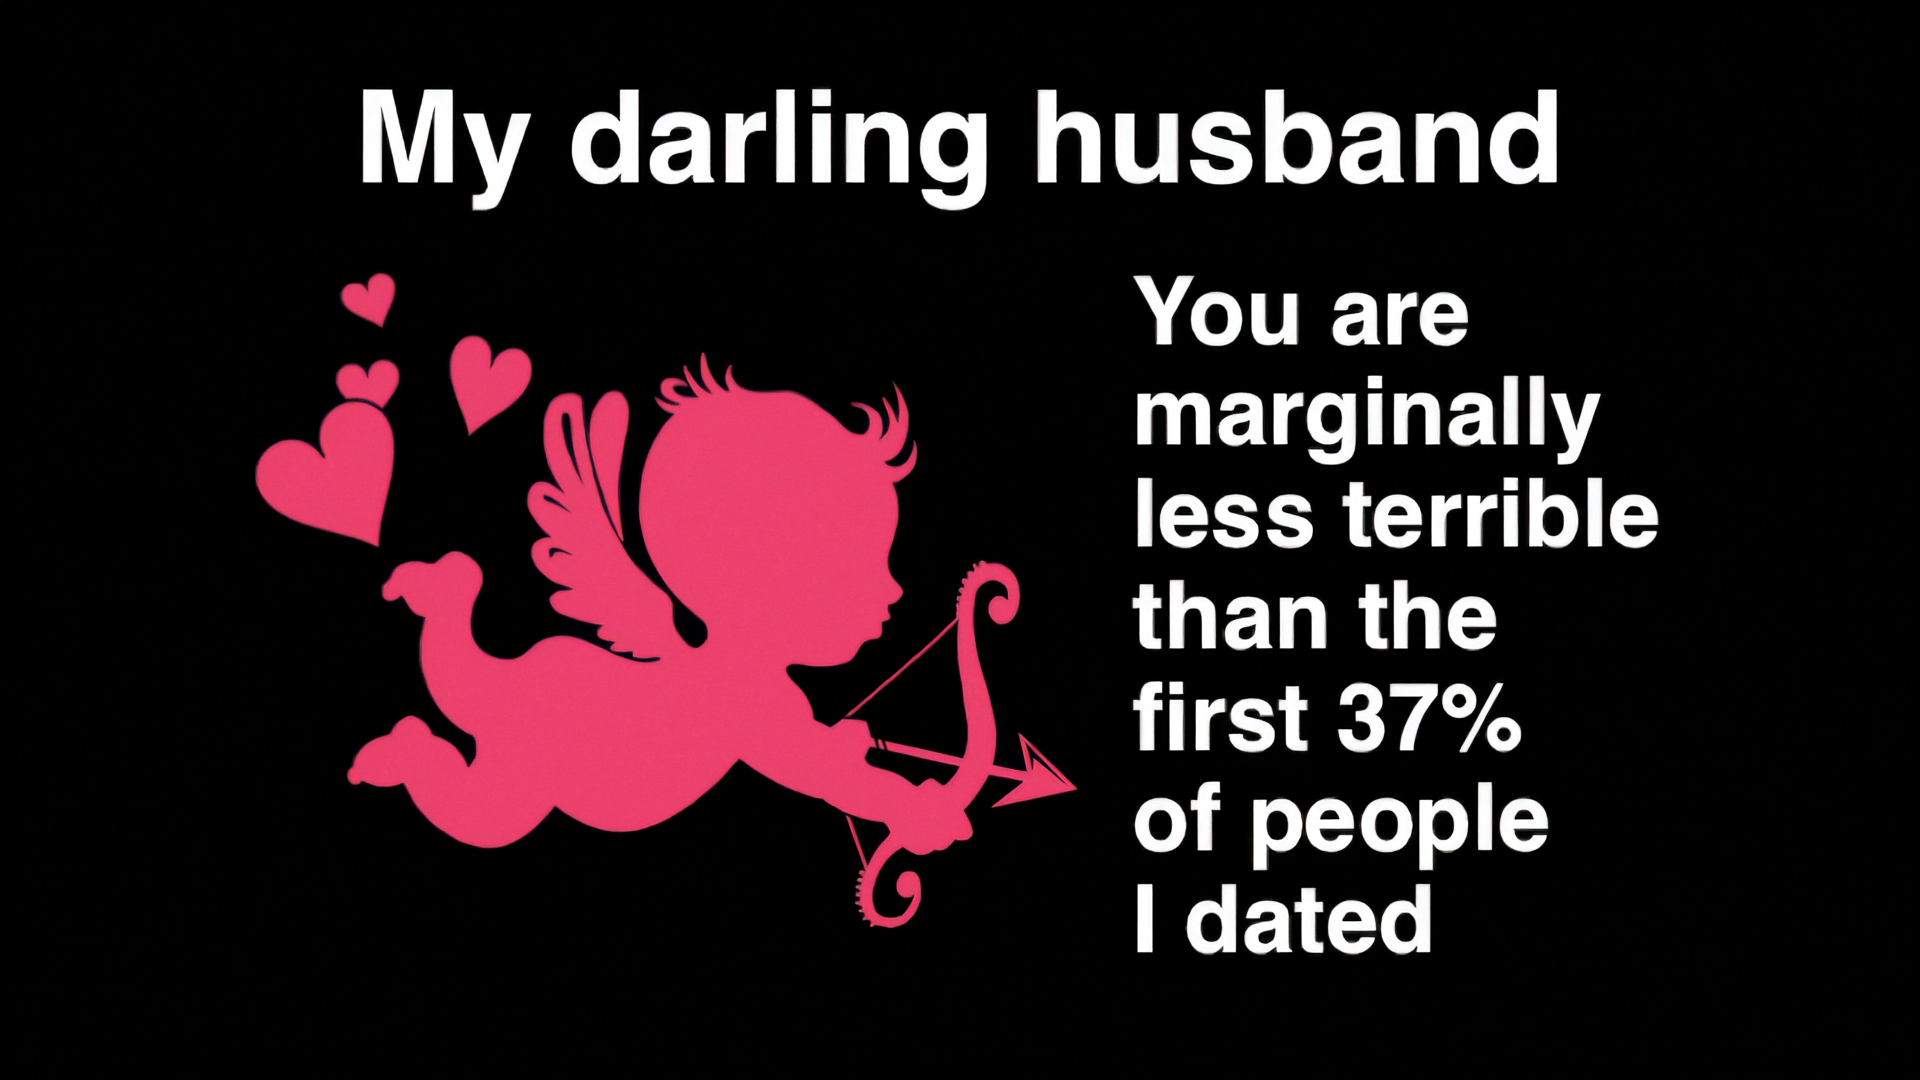 My darling husband
You are
marginally
less terrible
than the
first 37%
of people
I dated